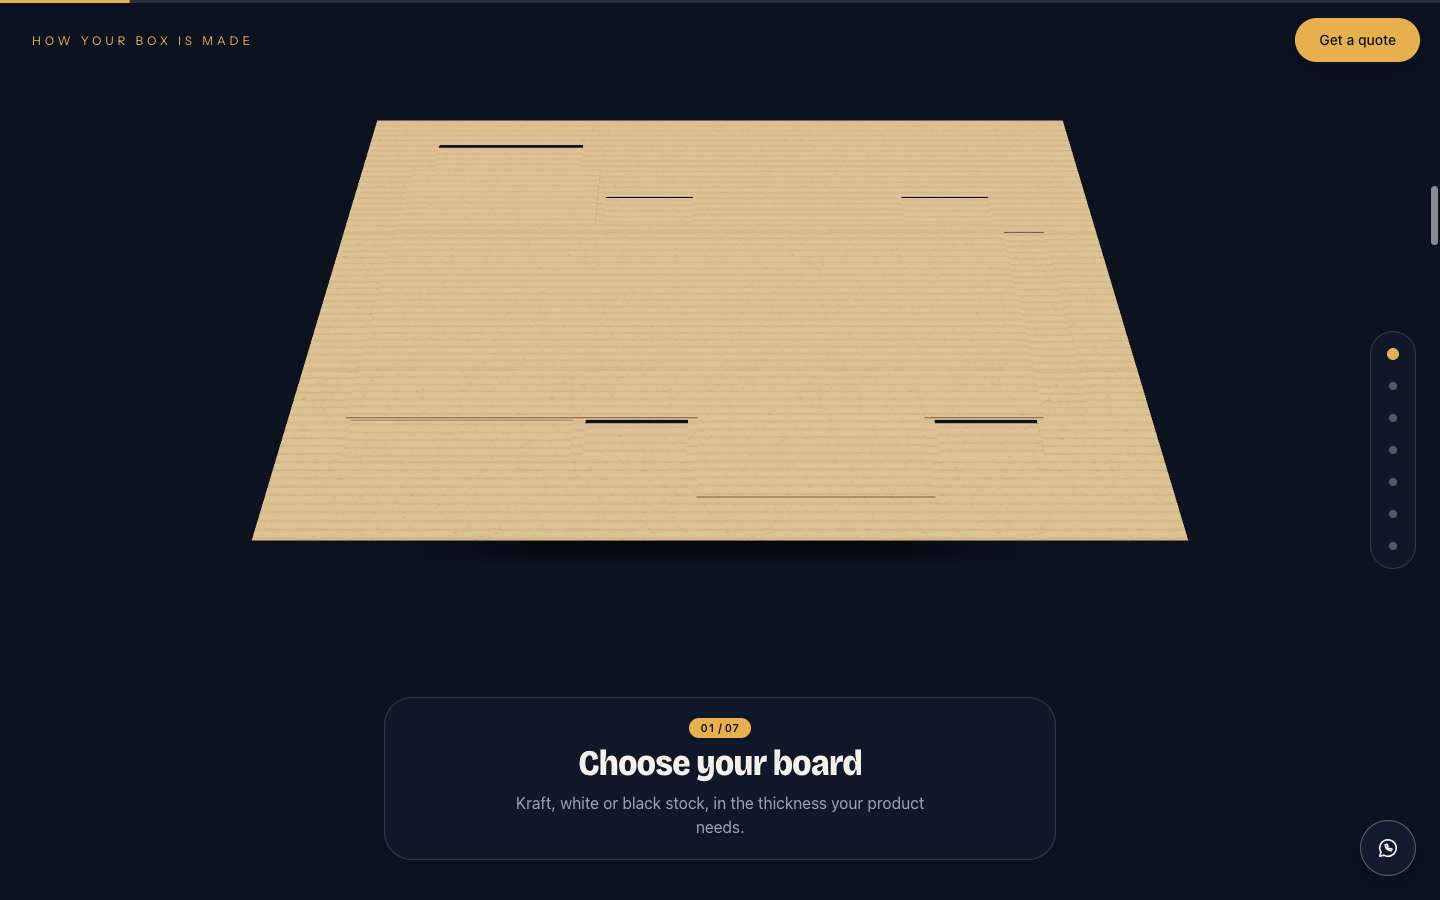 HOW YOUR BOX IS MADE
Get a quote
01 / 07
Choose your board
Kraft, white or black stock, in the thickness your product
needs.